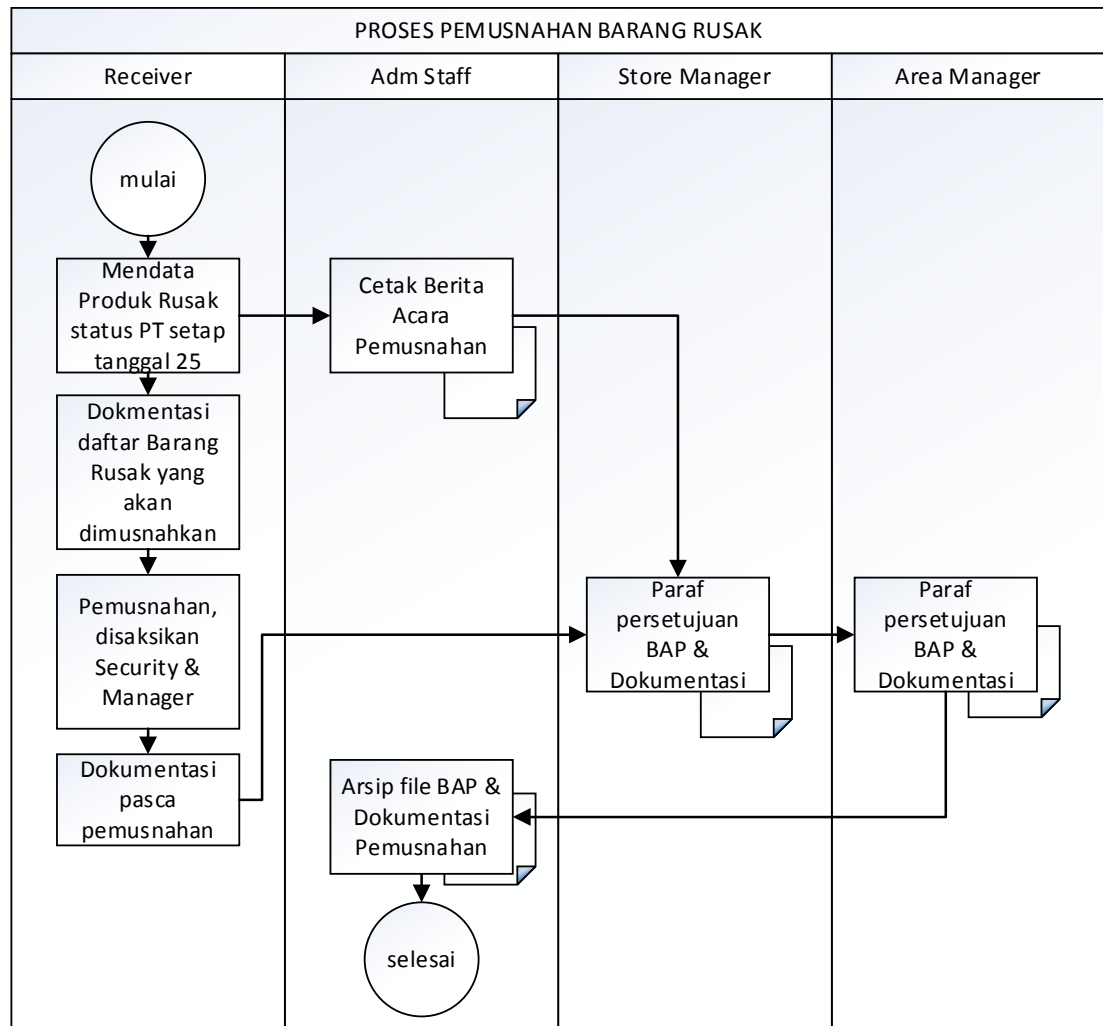 PROSES PEMUSNAHAN BARANG RUSAK
Receiver
Adm Staff
Store Manager
Area Manager
mulai
Mendata
Produk Rusak
status PT setap
tanggal 25
Cetak Berita
Acara
Pemusnahan
Dokmentasi
daftar Barang
Rusak yang
akan
dimusnahkan
Pemusnahan,
disaksikan
Security &
Manager
Paraf
persetujuan
BAP &
Dokumentasi
Paraf
persetujuan
BAP &
Dokumentasi
Dokumentasi
pasca
pemusnahan
Arsip file BAP &
Dokumentasi
Pemusnahan
selesai